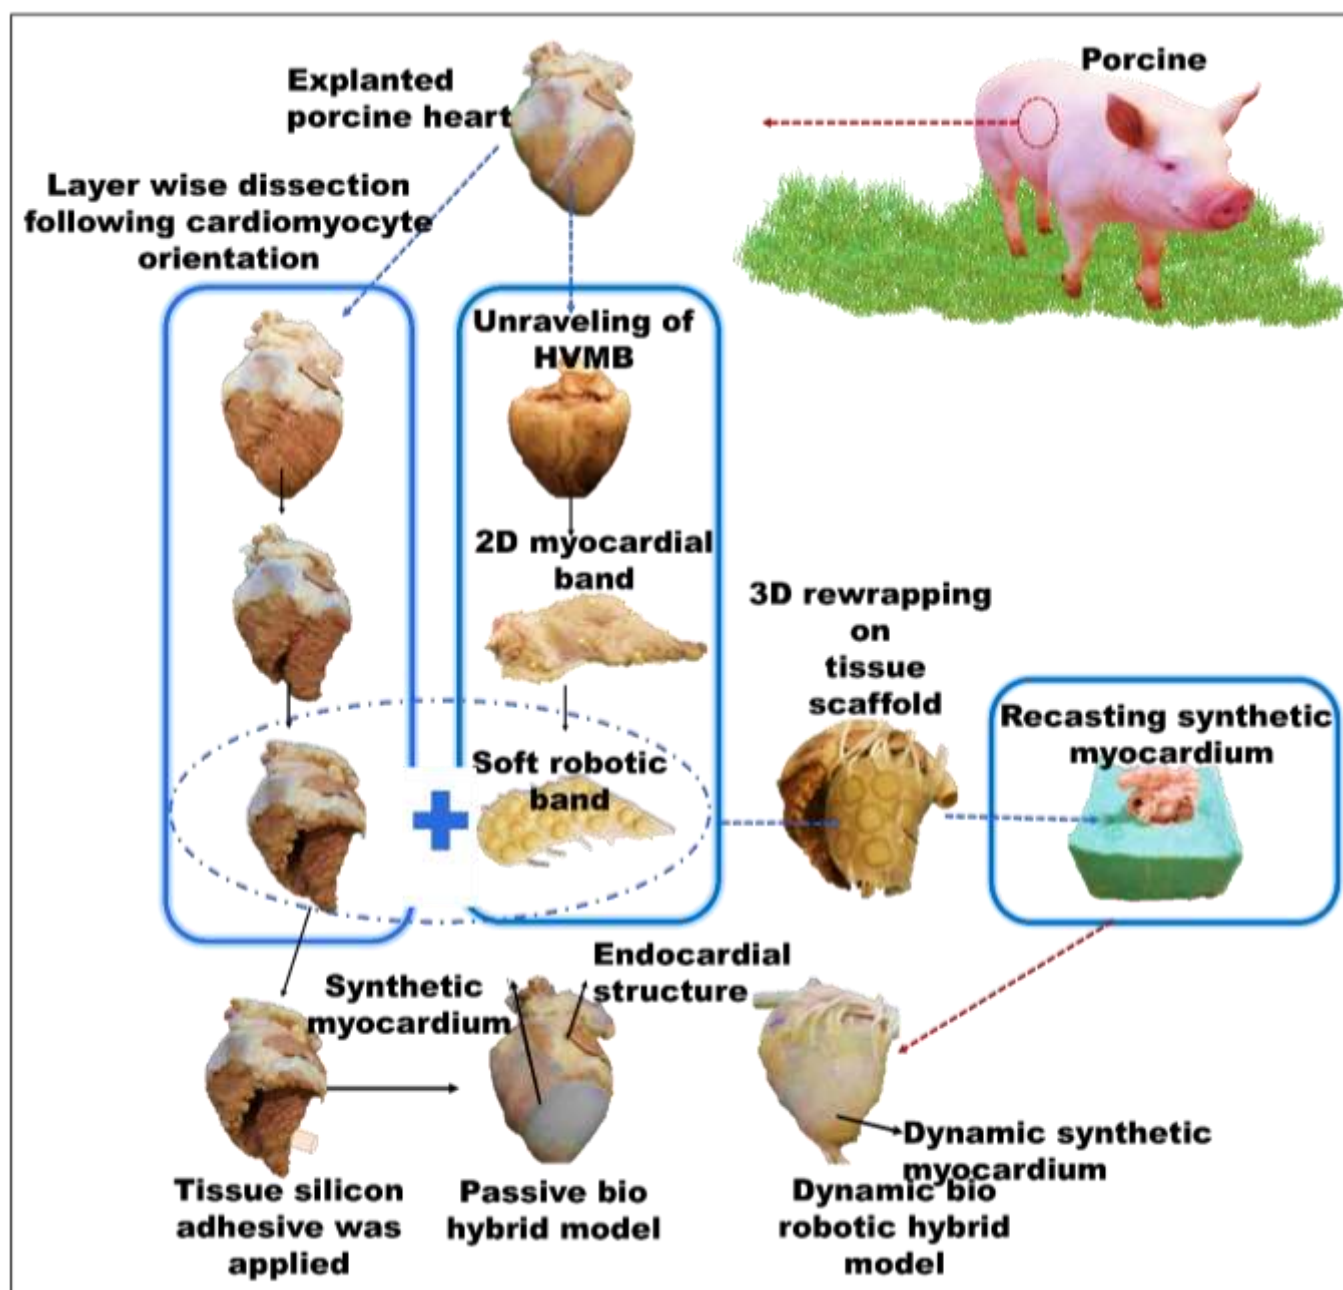 Porcine
Explanted
porcine heart
Layer wise dissection
following cardiomyocyte
orientation
Unraveling of
HVMB
2D myocardial
band
3D rewrapping
on
tissue
scaffold
Recasting synthetic
myocardium
Soft robotic
band
Endocardial
structure
Synthetic
myocardium
Dynamic synthetic
myocardium
Tissue silicon
adhesive was
applied
Passive bio
hybrid model
Dynamic bio
robotic hybrid
model